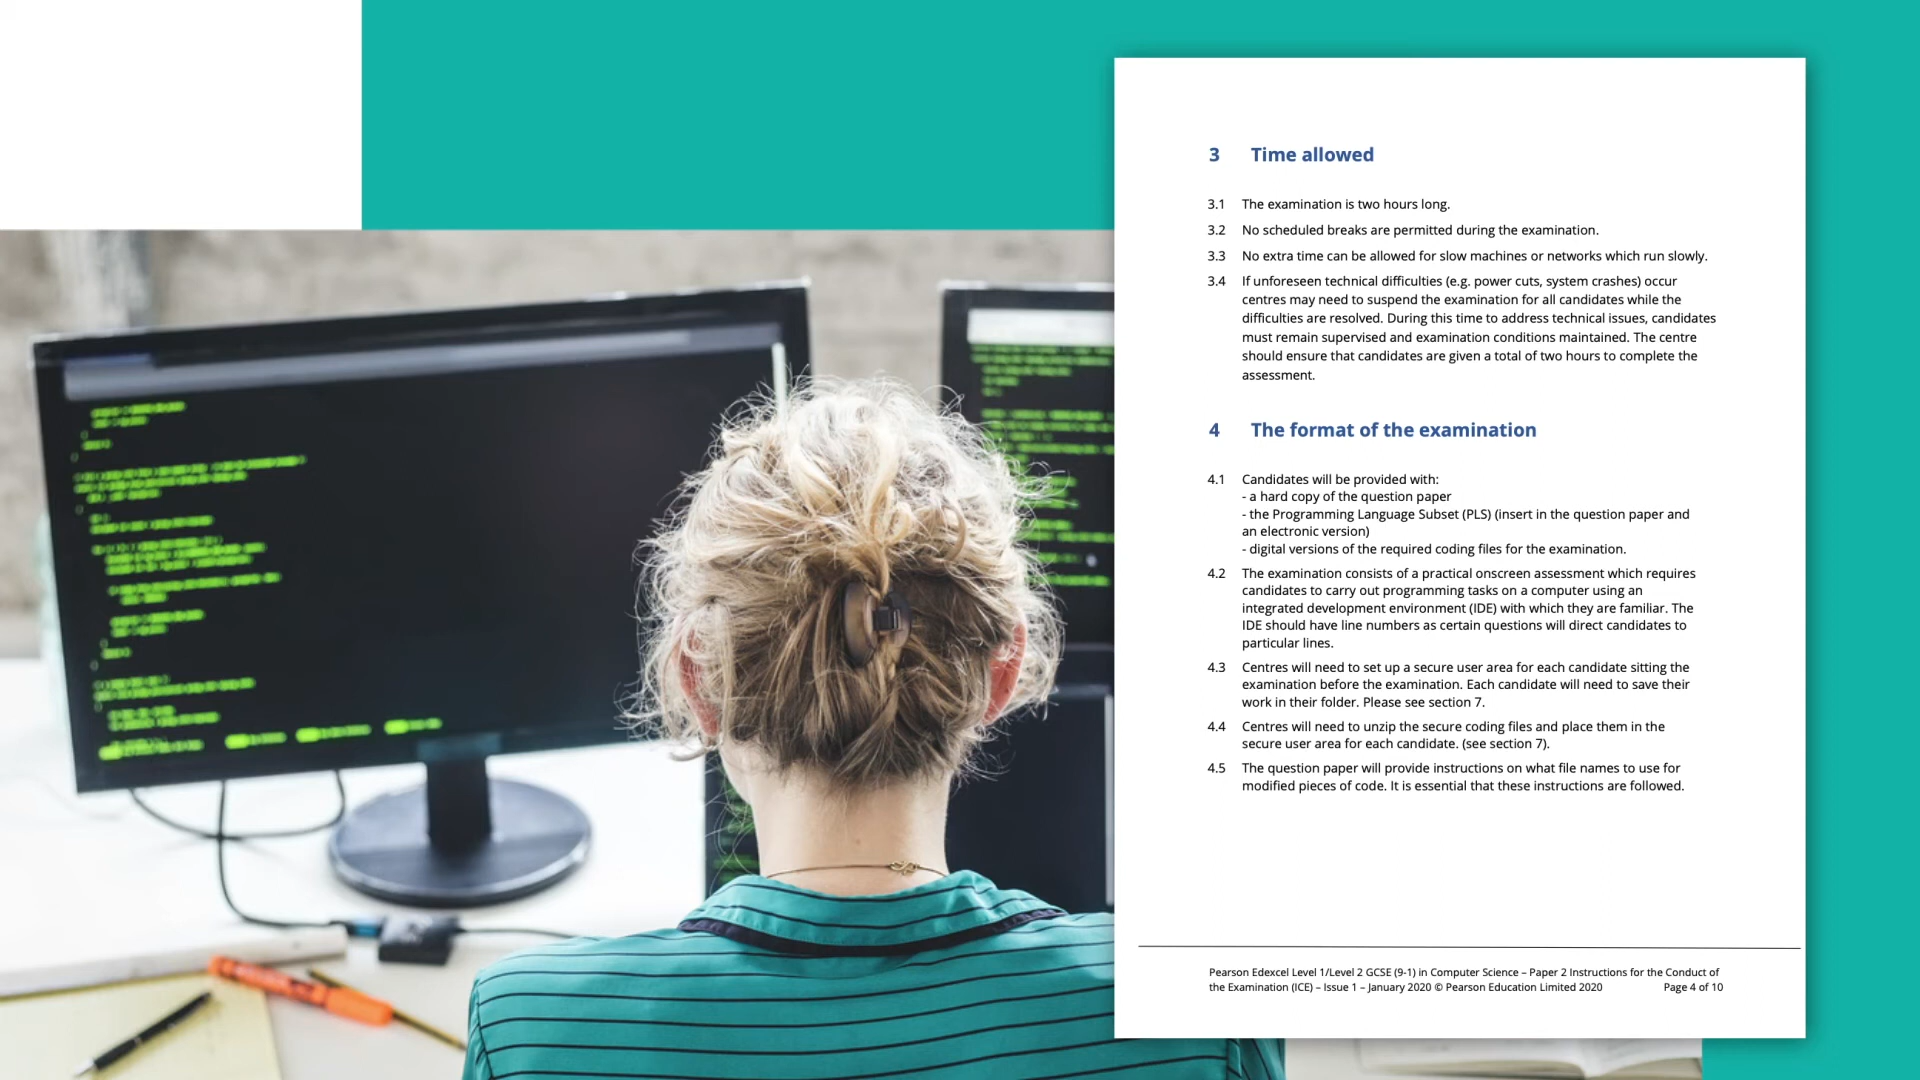 3 Time allowed
3.1 The examination is two hours long.
3.2 No scheduled breaks are permitted during the examination.
3.3 No extra time can be allowed for slow machines or networks which run slowly.
3.4 If unforeseen technical difficulties (e.g. power cuts, system crashes) occur
centres may need to suspend the examination for all candidates while the
difficulties are resolved. During this time to address technical issues, candidates
must remain supervised and examination conditions maintained. The centre
should ensure that candidates are given a total of two hours to complete the
assessment.
4 The format of the examination
4.1 Candidates will be provided with:
- a hard copy of the question paper
- the Programming Language Subset (PLS) (insert in the question paper and
an electronic version)
- digital versions of the required coding files for the examination.
4.2 The examination consists of a practical onscreen assessment which requires
candidates to carry out programming tasks on a computer using an
integrated development environment (IDE) with which they are familiar. The
IDE should have line numbers as certain questions will direct candidates to
particular lines.
4.3 Centres will need to set up a secure user area for each candidate sitting the
examination before the examination. Each candidate will need to save their
work in their folder. Please see section 7.
4.4 Centres will need to unzip the secure coding files and place them in the
secure user area for each candidate. (see section 7).
4.5 The question paper will provide instructions on what file names to use for
modified pieces of code. It is essential that these instructions are followed.
Pearson Edexcel Level 1/Level 2 GCSE (9-1) in Computer Science – Paper 2 Instructions for the Conduct of
the Examination (ICE) – Issue 1 – January 2020 © Pearson Education Limited 2020 Page 4 of 10